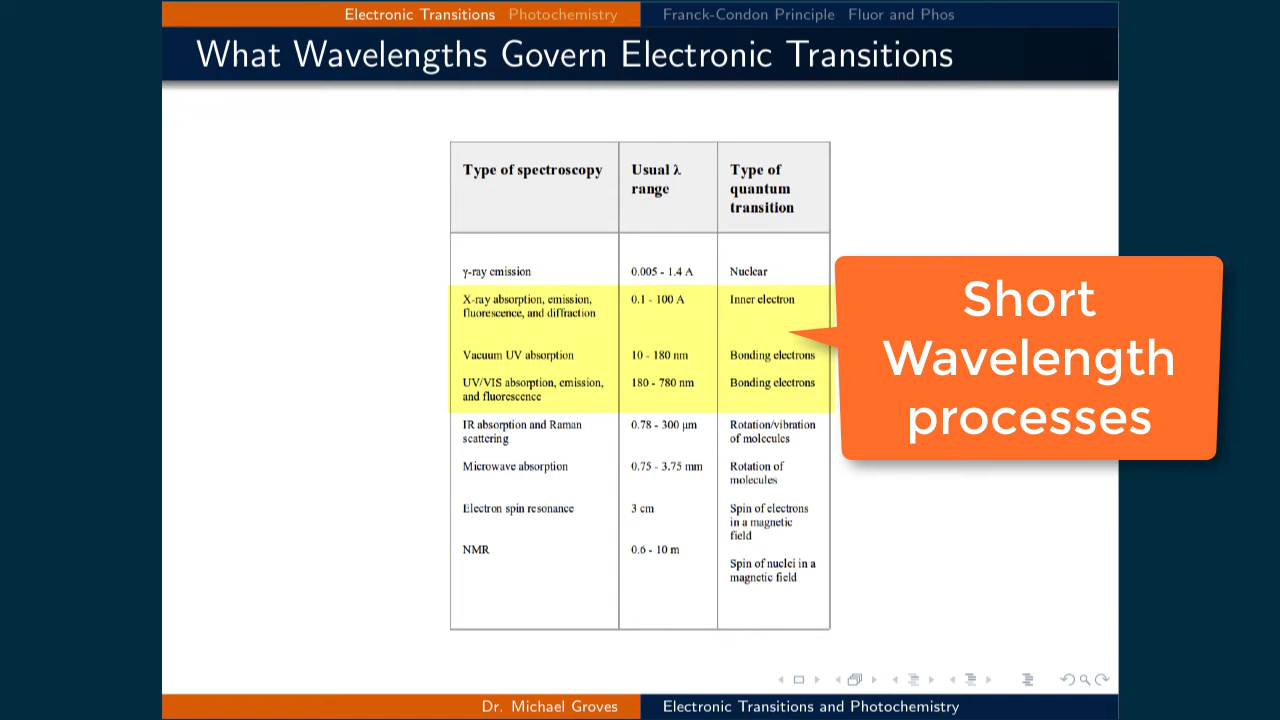 Electronic Transitions Photochemistry Franck-Condon Principle Fluor and Phos
What Wavelengths Govern Electronic Transitions
Type of spectroscopy
Usual λ
range
Type of
quantum
transition
γ-ray emission
0.005 - 1.4 A
Nuclear
X-ray absorption, emission,
fluorescence, and diffraction
0.1 - 100 A
Inner electron
Vacuum UV absorption
10 - 180 nm
Bonding electrons
UV/VIS absorption, emission,
and fluorescence
180 - 780 nm
Bonding electrons
IR absorption and Raman
scattering
0.78 - 300 μm
Rotation/vibration
of molecules
Microwave absorption
0.75 - 3.75 mm
Rotation of
molecules
Electron spin resonance
3 cm
Spin of electrons
in a magnetic
field
NMR
0.6 - 10 m
Spin of nuclei in a
magnetic field
Short
Wavelength
processes
Dr. Michael Groves Electronic Transitions and Photochemistry